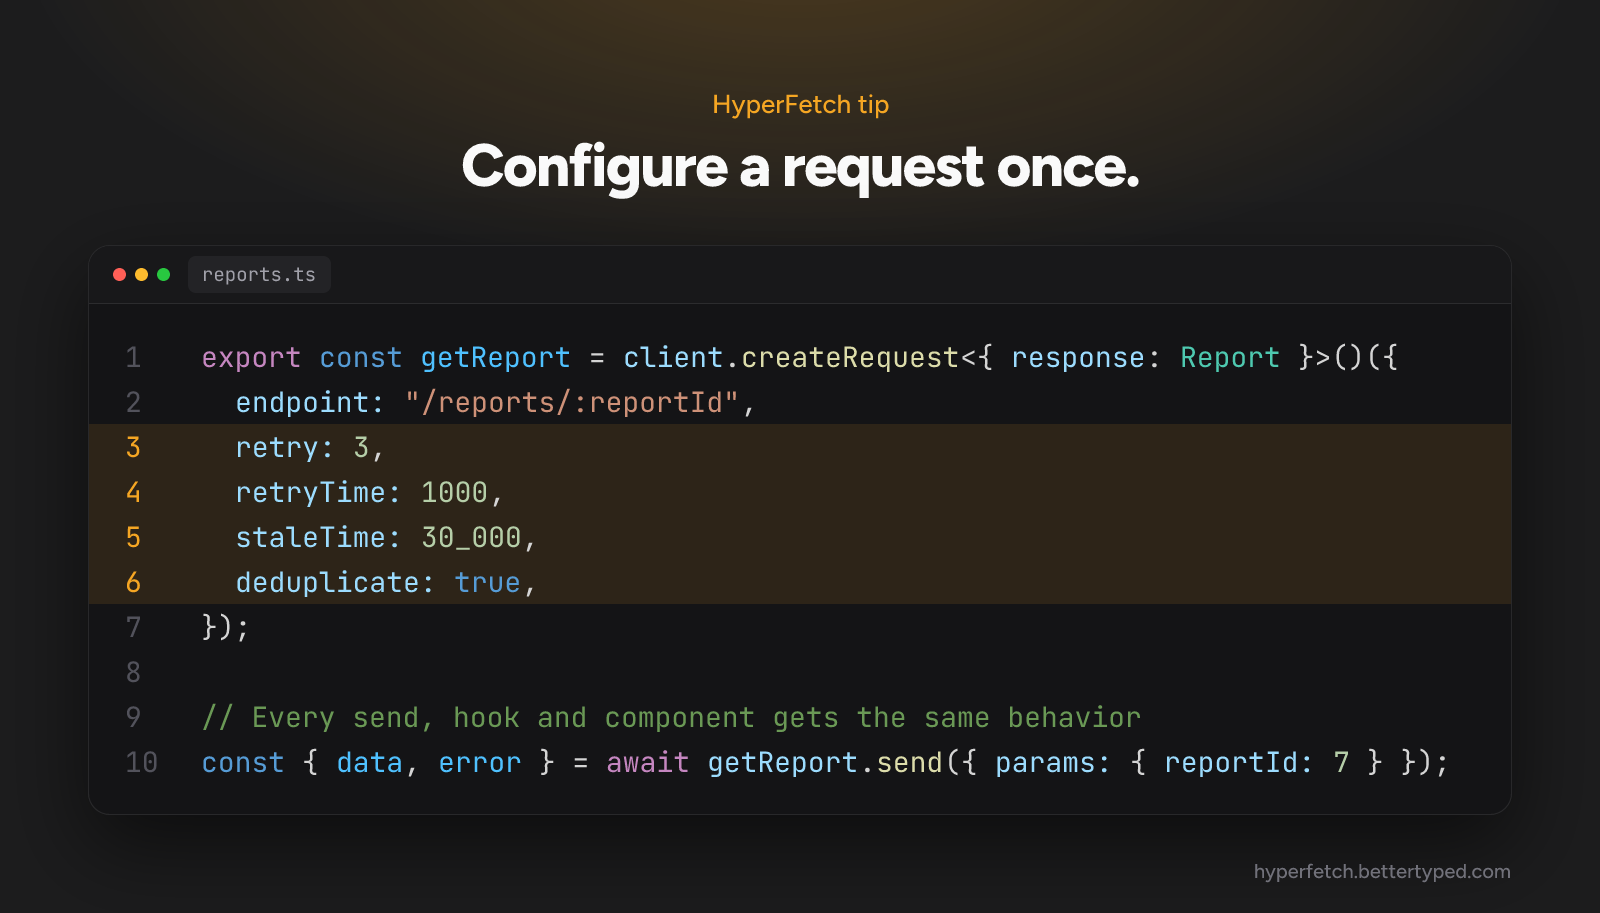 HyperFetch tip
Configure a request once.
reports.ts
1 export const getReport = client.createRequest<{ response: Report }>()({
2   endpoint: "/reports/:reportId",
3   retry: 3,
4   retryTime: 1000,
5   staleTime: 30_000,
6   deduplicate: true,
7 });
8
9 // Every send, hook and component gets the same behavior
10 const { data, error } = await getReport.send({ params: { reportId: 7 } });
hyperfetch.bettertyped.com